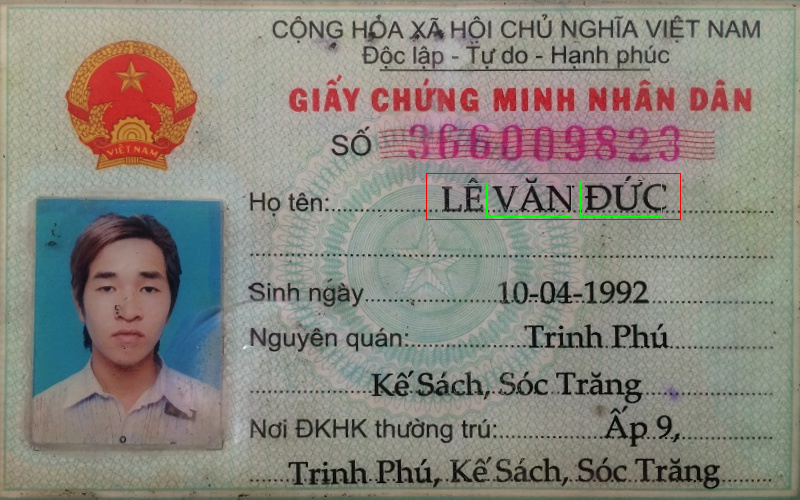 CỘNG HÒA XÃ HỘI CHỦ NGHĨA VIỆT NAM
Độc lập - Tự do - Hạnh phúc
GIẤY CHỨNG MINH NHÂN DÂN
SỐ 366009823
VIỆT NAM
Họ tên: LÊ VĂN ĐỨC
Sinh ngày 10-04-1992
Nguyên quán: Trinh Phú
Kế Sách, Sóc Trăng
Nơi ĐKHK thường trú: Ấp 9,
Trinh Phú, Kế Sách, Sóc Trăng